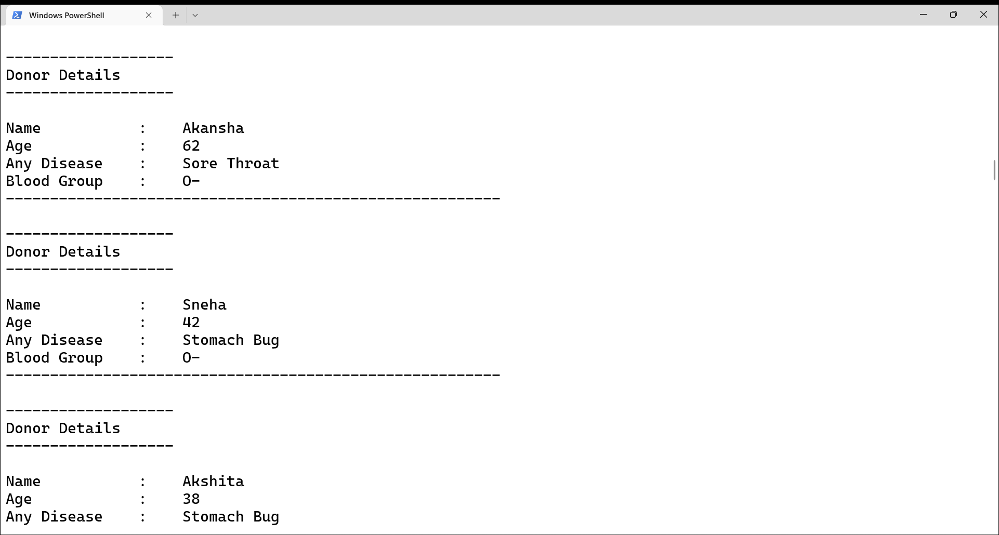 Windows PowerShell
-------------------
Donor Details
-------------------
Name           :    Akansha
Age            :    62
Any Disease    :    Sore Throat
Blood Group    :    O-
--------------------------------------------------------
-------------------
Donor Details
-------------------
Name           :    Sneha
Age            :    42
Any Disease    :    Stomach Bug
Blood Group    :    O-
--------------------------------------------------------
-------------------
Donor Details
-------------------
Name           :    Akshita
Age            :    38
Any Disease    :    Stomach Bug